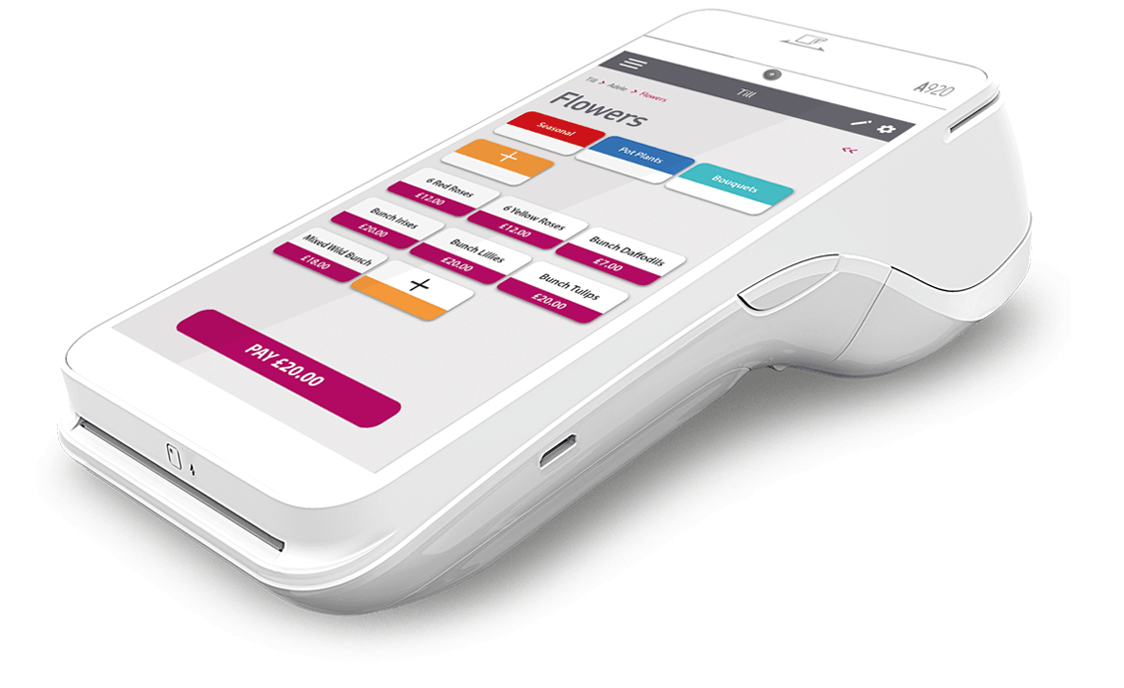 A920
Till
Till > Adele > Flowers
Flowers
<<
Seasonal
Pot Plants
Bouquets
+
6 Red Roses
£12.00
6 Yellow Roses
£12.00
Bunch Daffodils
£7.00
Bunch Irises
£20.00
Bunch Lillies
£20.00
Bunch Tulips
£20.00
Mixed Wild Bunch
£18.00
+
PAY £20.00